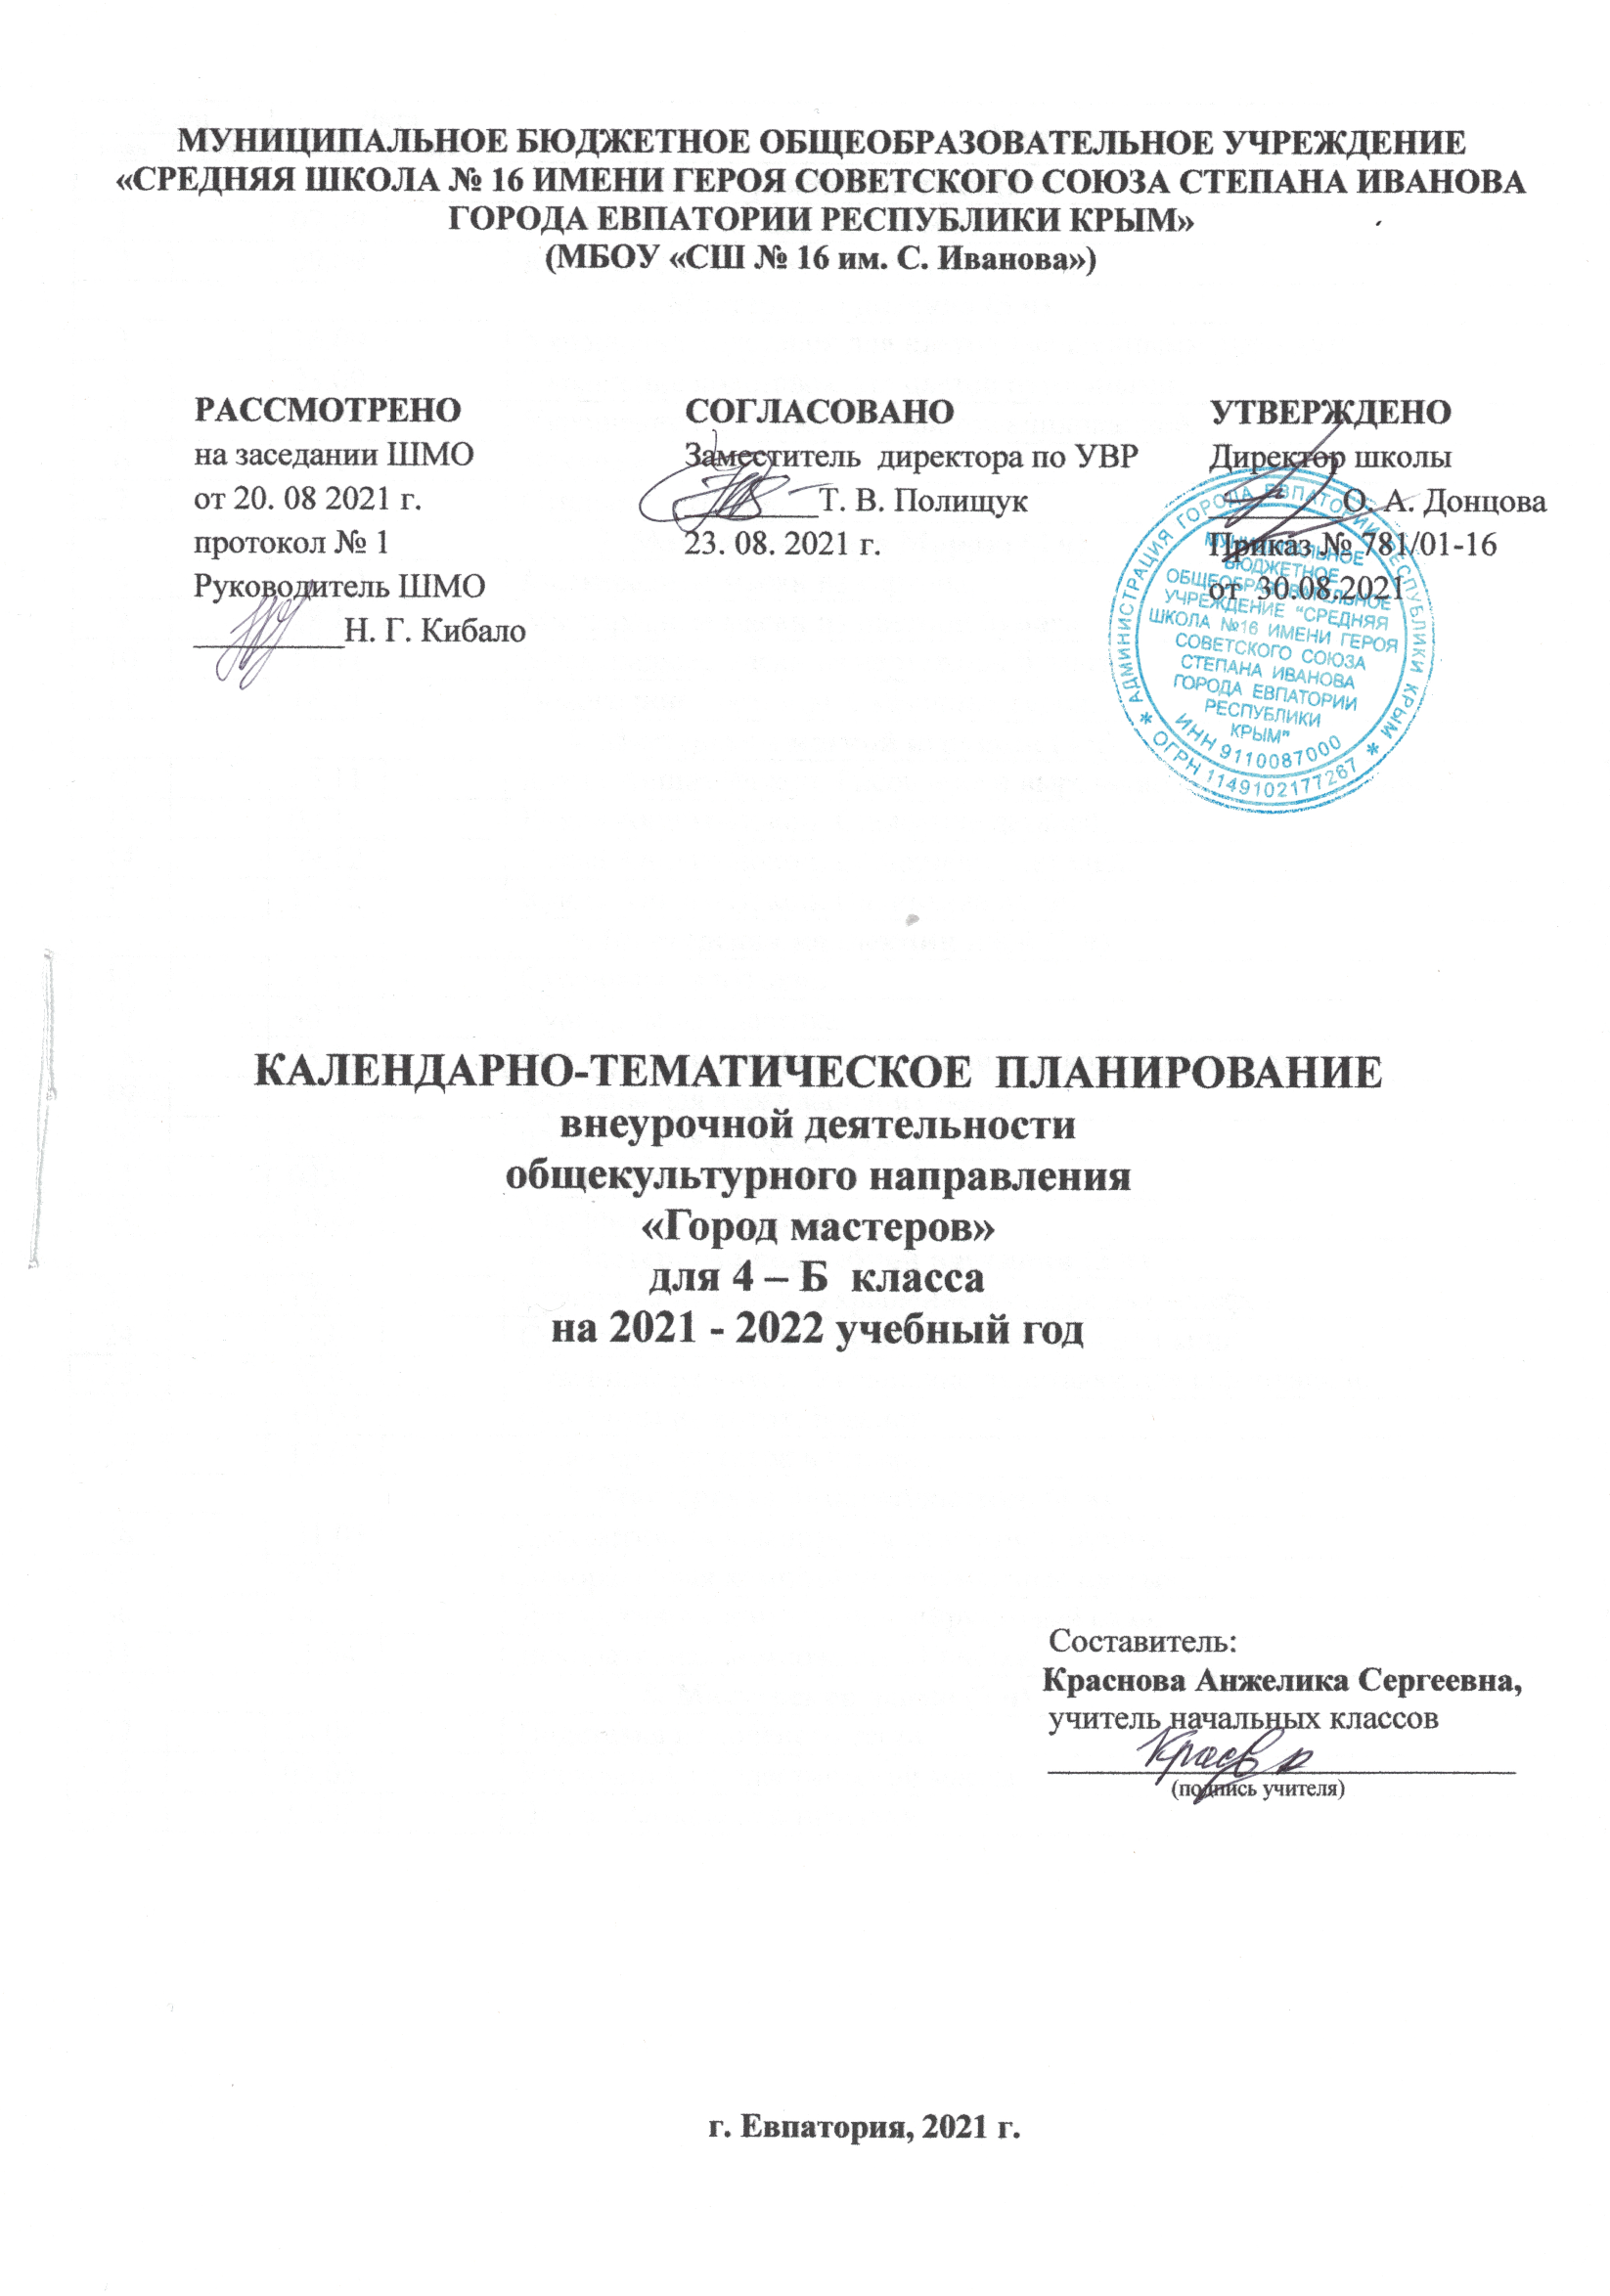 МУНИЦИПАЛЬНОЕ БЮДЖЕТНОЕ ОБЩЕОБРАЗОВАТЕЛЬНОЕ УЧРЕЖДЕНИЕ
«СРЕДНЯЯ ШКОЛА № 16 ИМЕНИ ГЕРОЯ СОВЕТСКОГО СОЮЗА СТЕПАНА ИВАНОВА
ГОРОДА ЕВПАТОРИИ РЕСПУБЛИКИ КРЫМ»
(МБОУ «СШ № 16 им. С. Иванова»)
РАССМОТРЕНО
на заседании ШМО
от 20. 08 2021 г.
протокол № 1
Руководитель ШМО
Н. Г. Кибало
СОГЛАСОВАНО
Заместитель директора по УВР
Т. В. Полищук
23. 08. 2021 г.
УТВЕРЖДЕНО
Директор школы
О. А. Донцова
Приказ № 781/01-16
от 30.08.2021
АДМИНИСТРАЦИЯ ГОРОДА ЕВПАТОРИИ РЕСПУБЛИКИ КРЫМ
* ОГРН 1149102177267 *
МУНИЦИПАЛЬНОЕ
БЮДЖЕТНОЕ
ОБЩЕОБРАЗОВАТЕЛЬНОЕ
УЧРЕЖДЕНИЕ "СРЕДНЯЯ
ШКОЛА №16 ИМЕНИ ГЕРОЯ
СОВЕТСКОГО СОЮЗА
СТЕПАНА ИВАНОВА
ГОРОДА ЕВПАТОРИИ
РЕСПУБЛИКИ
КРЫМ"
ИНН 9110087000
КАЛЕНДАРНО-ТЕМАТИЧЕСКОЕ ПЛАНИРОВАНИЕ
внеурочной деятельности
общекультурного направления
«Город мастеров»
для 4 – Б класса
на 2021 - 2022 учебный год
Составитель:
Краснова Анжелика Сергеевна,
учитель начальных классов
(подпись учителя)
г. Евпатория, 2021 г.